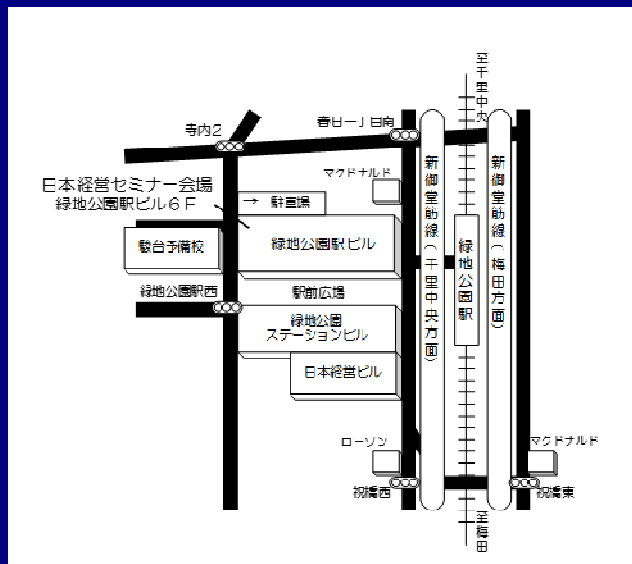 至千里中央
春日一丁目南
寺内2
マクドナルド
日本経営セミナー会場
緑地公園駅ビル6F
→ 駐車場
新御堂筋線(千里中央方面)
新御堂筋線(梅田方面)
緑地公園駅
緑地公園駅ビル
駿台予備校
緑地公園駅西
駅前広場
緑地公園
ステーションビル
日本経営ビル
ローソン
マクドナルド
祝橋西
祝橋東
至梅田